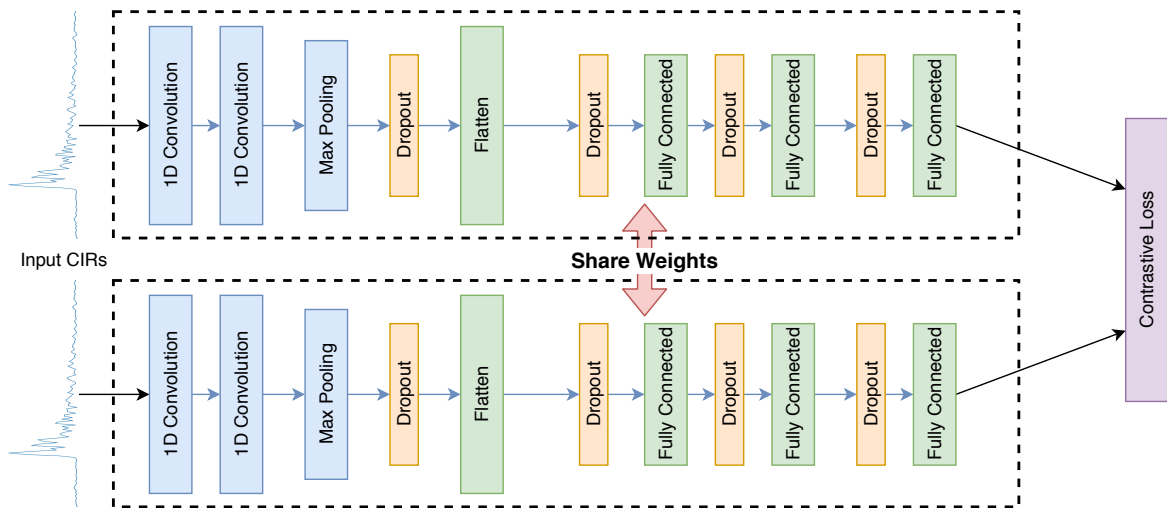 1D Convolution
1D Convolution
Max Pooling
Dropout
Flatten
Dropout
Fully Connected
Dropout
Fully Connected
Dropout
Fully Connected
Input CIRs
Share Weights
Contrastive Loss
1D Convolution
1D Convolution
Max Pooling
Dropout
Flatten
Dropout
Fully Connected
Dropout
Fully Connected
Dropout
Fully Connected